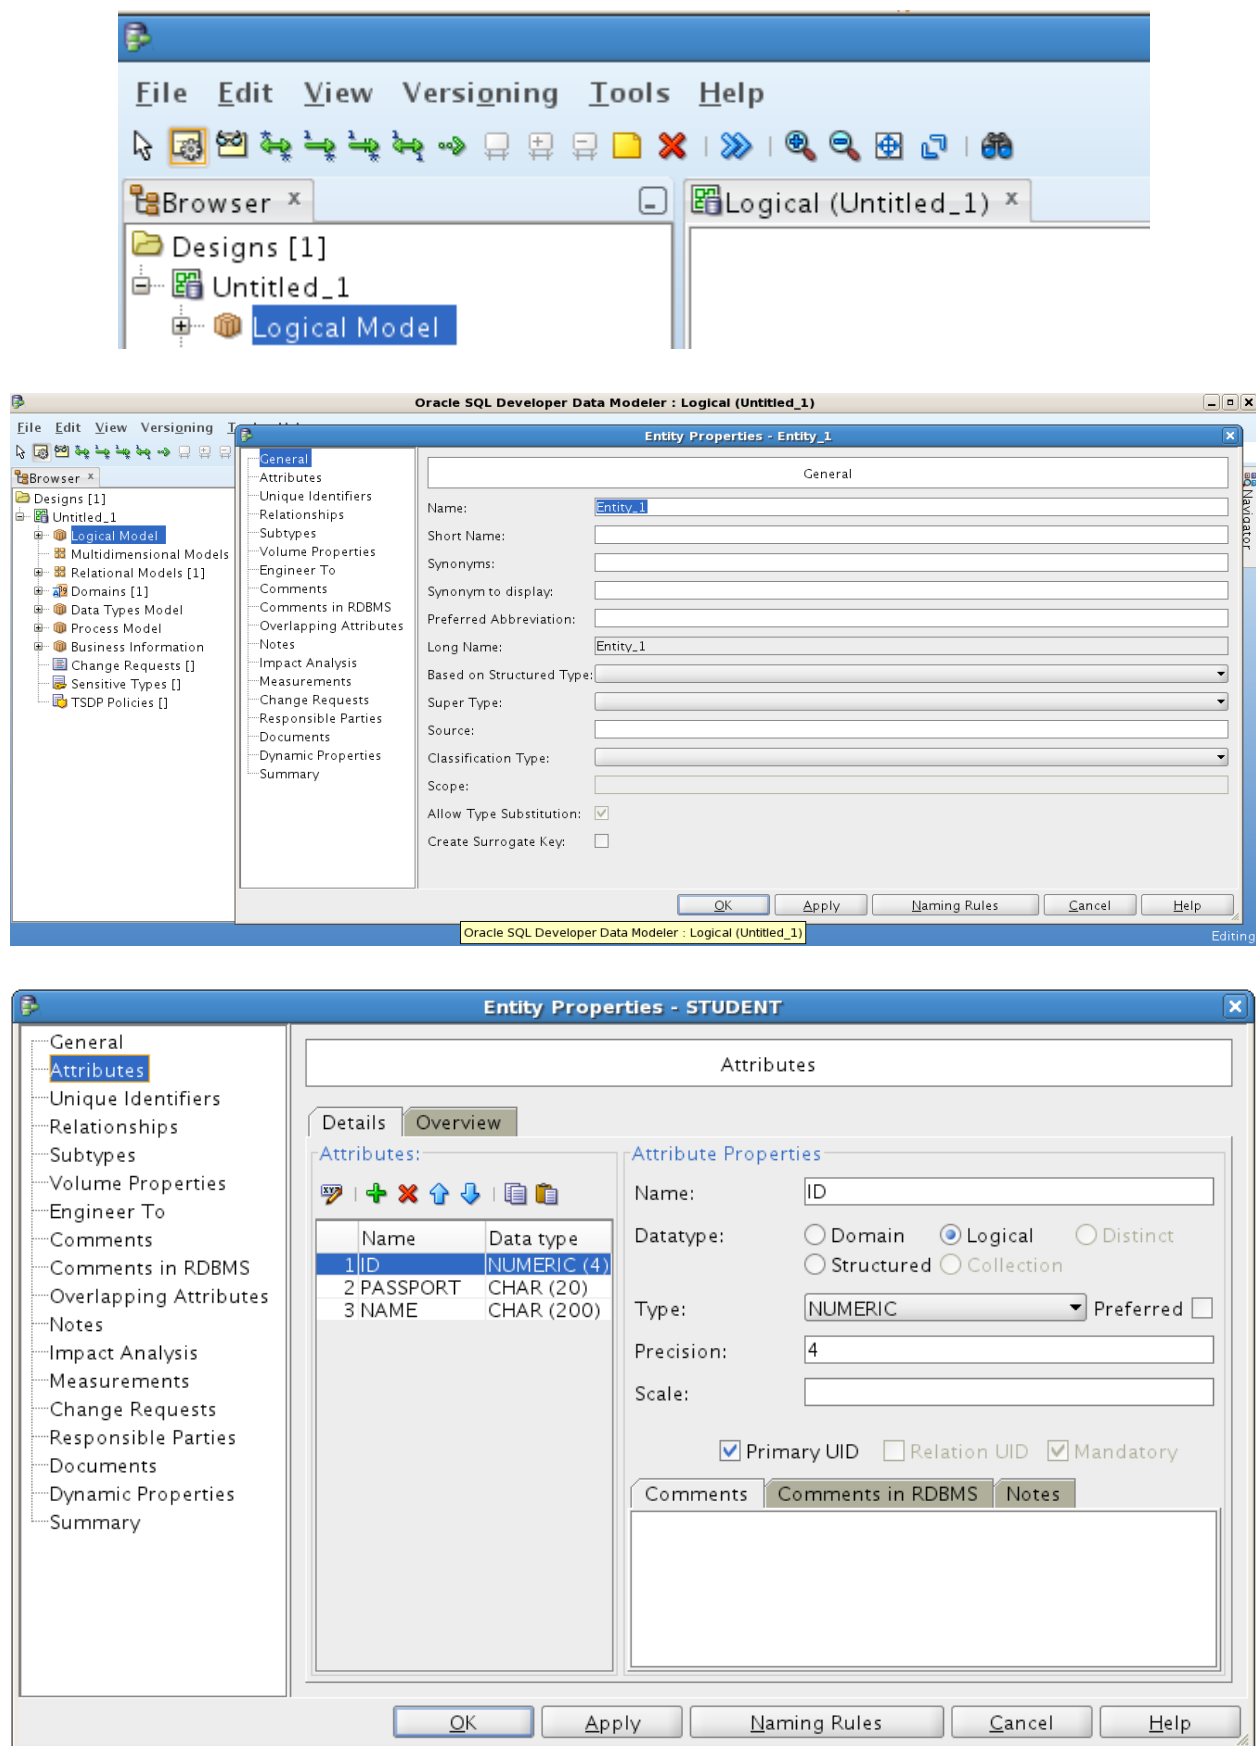 File Edit View Versioning Tools Help
Browser x
Logical (Untitled_1) x
Designs [1]
Untitled_1
Logical Model
Oracle SQL Developer Data Modeler : Logical (Untitled_1)
File Edit View Versioning
Entity Properties - Entity_1
Browser x
Designs [1]
Untitled_1
Logical Model
Multidimensional Models
Relational Models [1]
Domains [1]
Data Types Model
Process Model
Business Information
Change Requests []
Sensitive Types []
TSDP Policies []
General
Attributes
Unique Identifiers
Relationships
Subtypes
Volume Properties
Engineer To
Comments
Comments in RDBMS
Overlapping Attributes
Notes
Impact Analysis
Measurements
Change Requests
Responsible Parties
Documents
Dynamic Properties
Summary
General
Name: Entity_1
Short Name:
Synonyms:
Synonym to display:
Preferred Abbreviation:
Long Name: Entity_1
Based on Structured Type:
Super Type:
Source:
Classification Type:
Scope:
Allow Type Substitution:
Create Surrogate Key:
OK Apply Naming Rules Cancel Help
Navigator
Oracle SQL Developer Data Modeler : Logical (Untitled_1)
Editing
Entity Properties - STUDENT
General
Attributes
Unique Identifiers
Relationships
Subtypes
Volume Properties
Engineer To
Comments
Comments in RDBMS
Overlapping Attributes
Notes
Impact Analysis
Measurements
Change Requests
Responsible Parties
Documents
Dynamic Properties
Summary
Attributes
Details Overview
Attributes:
Name Data type
1 ID NUMERIC (4)
2 PASSPORT CHAR (20)
3 NAME CHAR (200)
Attribute Properties
Name: ID
Datatype: Domain Logical Distinct
Structured Collection
Type: NUMERIC Preferred
Precision: 4
Scale:
Primary UID Relation UID Mandatory
Comments Comments in RDBMS Notes
OK Apply Naming Rules Cancel Help